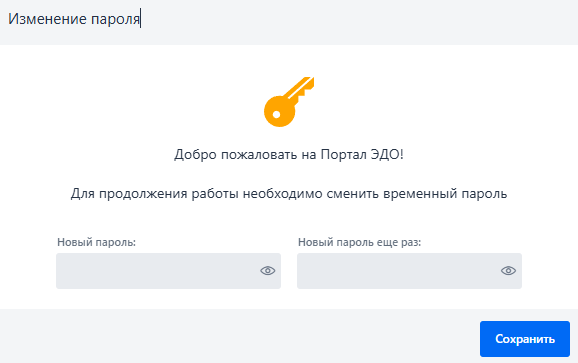 Изменение пароля
Добро пожаловать на Портал ЭДО!
Для продолжения работы необходимо сменить временный пароль
Новый пароль:
Новый пароль еще раз:
Сохранить